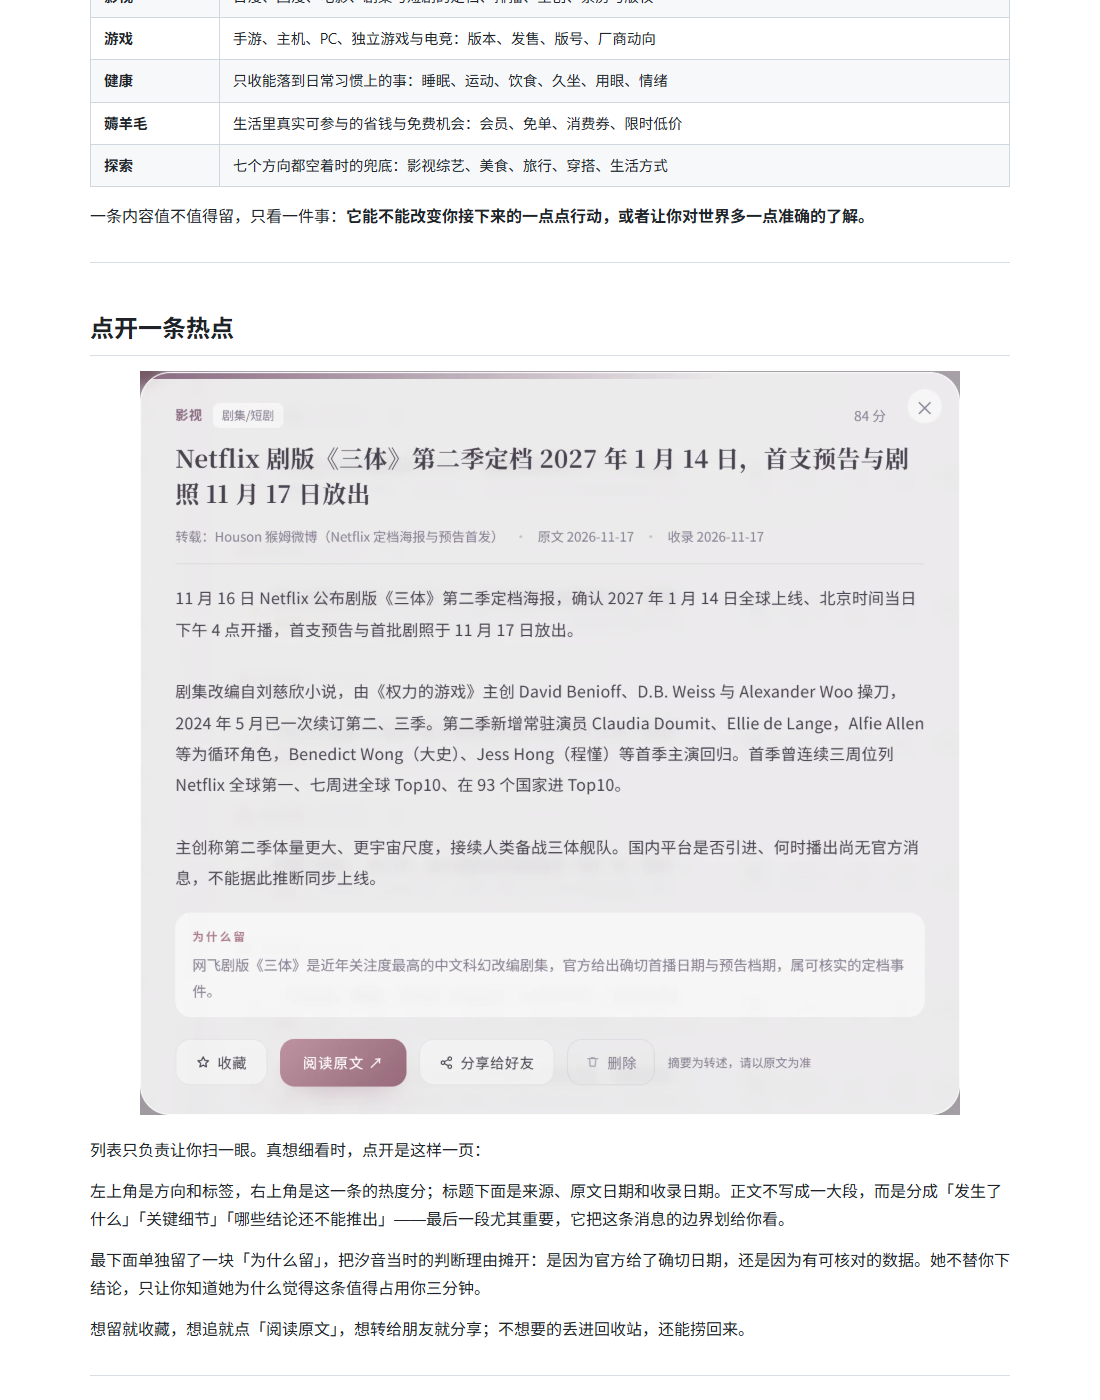 游戏 手游、主机、PC、独立游戏与电竞：版本、发售、版号、厂商动向
健康 只收能落到日常习惯上的事：睡眠、运动、饮食、久坐、用眼、情绪
薅羊毛 生活里真实可参与的省钱与免费机会：会员、免单、消费券、限时低价
探索 七个方向都空着时的兜底：影视综艺、美食、旅行、穿搭、生活方式
一条内容值不值得留，只看一件事：它能不能改变你接下来的一点点行动，或者让你对世界多一点准确的了解。
点开一条热点
影视 剧集/短剧 84 分
Netflix 剧版《三体》第二季定档 2027 年 1 月 14 日，首支预告与剧
照 11 月 17 日放出
转载：Houson 猴姆微博（Netflix 定档海报与预告首发） · 原文 2026-11-17 · 收录 2026-11-17
11 月 16 日 Netflix 公布剧版《三体》第二季定档海报，确认 2027 年 1 月 14 日全球上线、北京时间当日
下午 4 点开播，首支预告与首批剧照于 11 月 17 日放出。
剧集改编自刘慈欣小说，由《权力的游戏》主创 David Benioff、D.B. Weiss 与 Alexander Woo 操刀，
2024 年 5 月已一次续订第二、三季。第二季新增常驻演员 Claudia Doumit、Ellie de Lange，Alfie Allen
等为循环角色，Benedict Wong（大史）、Jess Hong（程懂）等首季主演回归。首季曾连续三周位列
Netflix 全球第一、七周进全球 Top10、在 93 个国家进 Top10。
主创称第二季体量更大、更宇宙尺度，接续人类备战三体舰队。国内平台是否引进、何时播出尚无官方消
息，不能据此推断同步上线。
为什么留
网飞剧版《三体》是近年关注度最高的中文科幻改编剧集，官方给出确切首播日期与预告档期，属可核实的定档事
件。
收藏 阅读原文 ↗ 分享给好友 删除 摘要为转述，请以原文为准
列表只负责让你扫一眼。真想细看时，点开是这样一页：
左上角是方向和标签，右上角是这一条的热度分；标题下面是来源、原文日期和收录日期。正文不写成一大段，而是分成「发生了
什么」「关键细节」「哪些结论还不能推出」——最后一段尤其重要，它把这条消息的边界划给你看。
最下面单独留了一块「为什么留」，把汐音当时的判断理由摊开：是因为官方给了确切日期，还是因为有可核对的数据。她不替你下
结论，只让你知道她为什么觉得这条值得占用你三分钟。
想留就收藏，想追就点「阅读原文」，想转给朋友就分享；不想要的丢进回收站，还能捞回来。